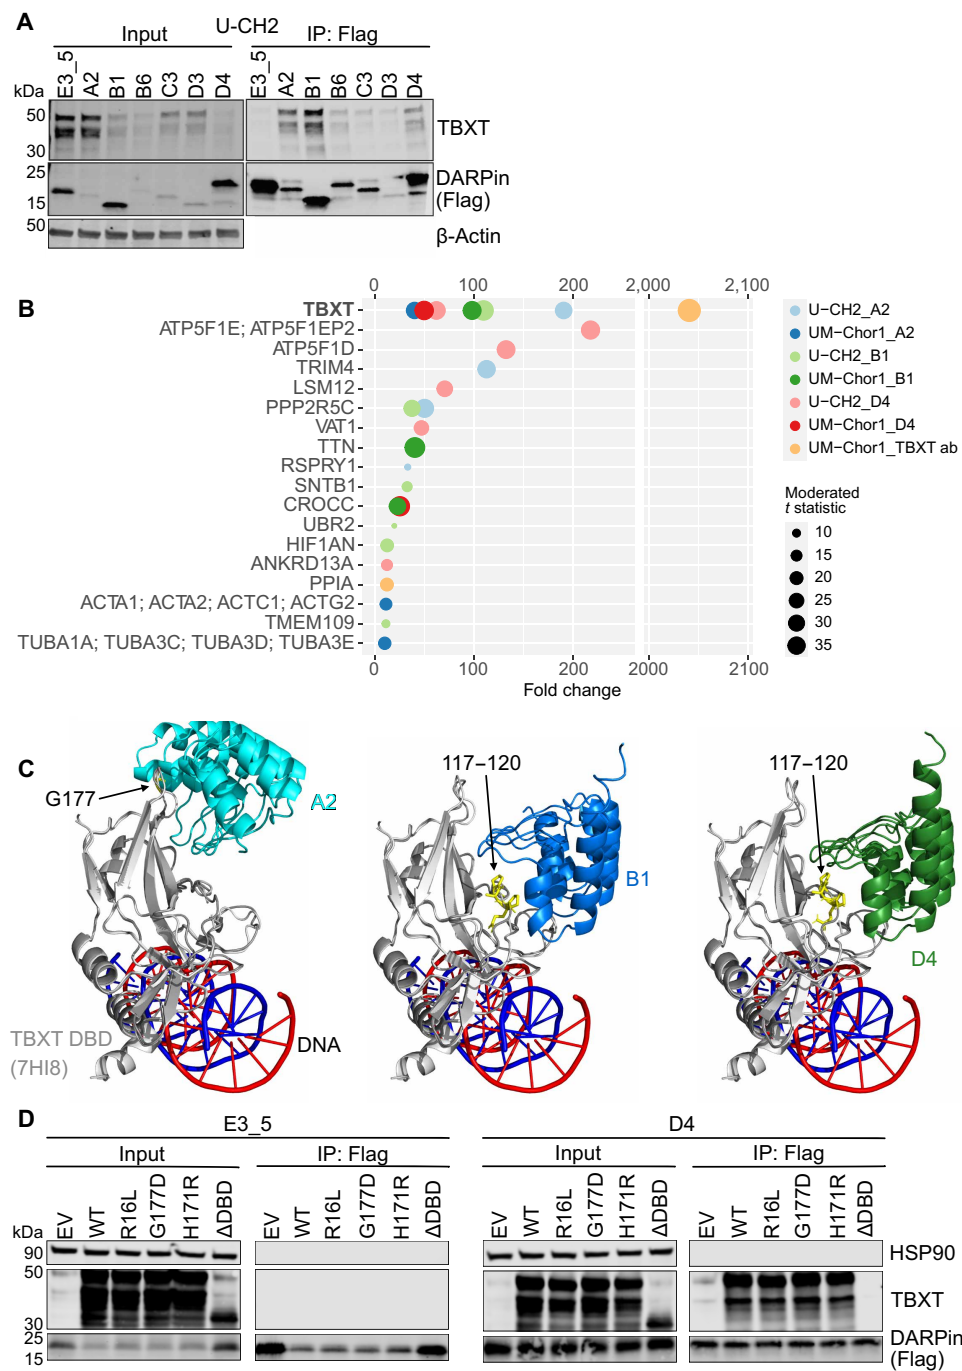 A
U-CH2
Input
IP: Flag
kDa
E3_5
A2
B1
B6
C3
D3
D4
E3_5
A2
B1
B6
C3
D3
D4
50
30
TBXT
25
15
DARPin
(Flag)
50
β-Actin
B
0 100 200 2,000 2,100
TBXT
ATP5F1E; ATP5F1EP2
ATP5F1D
TRIM4
LSM12
PPP2R5C
VAT1
TTN
RSPRY1
SNTB1
CROCC
UBR2
HIF1AN
ANKRD13A
PPIA
ACTA1; ACTA2; ACTC1; ACTG2
TMEM109
TUBA1A; TUBA3C; TUBA3D; TUBA3E
0 100 200 2000 2100
Fold change
U−CH2_A2
UM−Chor1_A2
U−CH2_B1
UM−Chor1_B1
U−CH2_D4
UM−Chor1_D4
UM−Chor1_TBXT ab
Moderated
t statistic
10
15
20
25
30
35
C
G177
A2
TBXT DBD
(7HI8)
DNA
117–120
B1
117–120
D4
D
E3_5
D4
Input
IP: Flag
Input
IP: Flag
kDa
EV
WT
R16L
G177D
H171R
ΔDBD
EV
WT
R16L
G177D
H171R
ΔDBD
EV
WT
R16L
G177D
H171R
ΔDBD
EV
WT
R16L
G177D
H171R
ΔDBD
90
HSP90
50
30
TBXT
25
15
DARPin
(Flag)